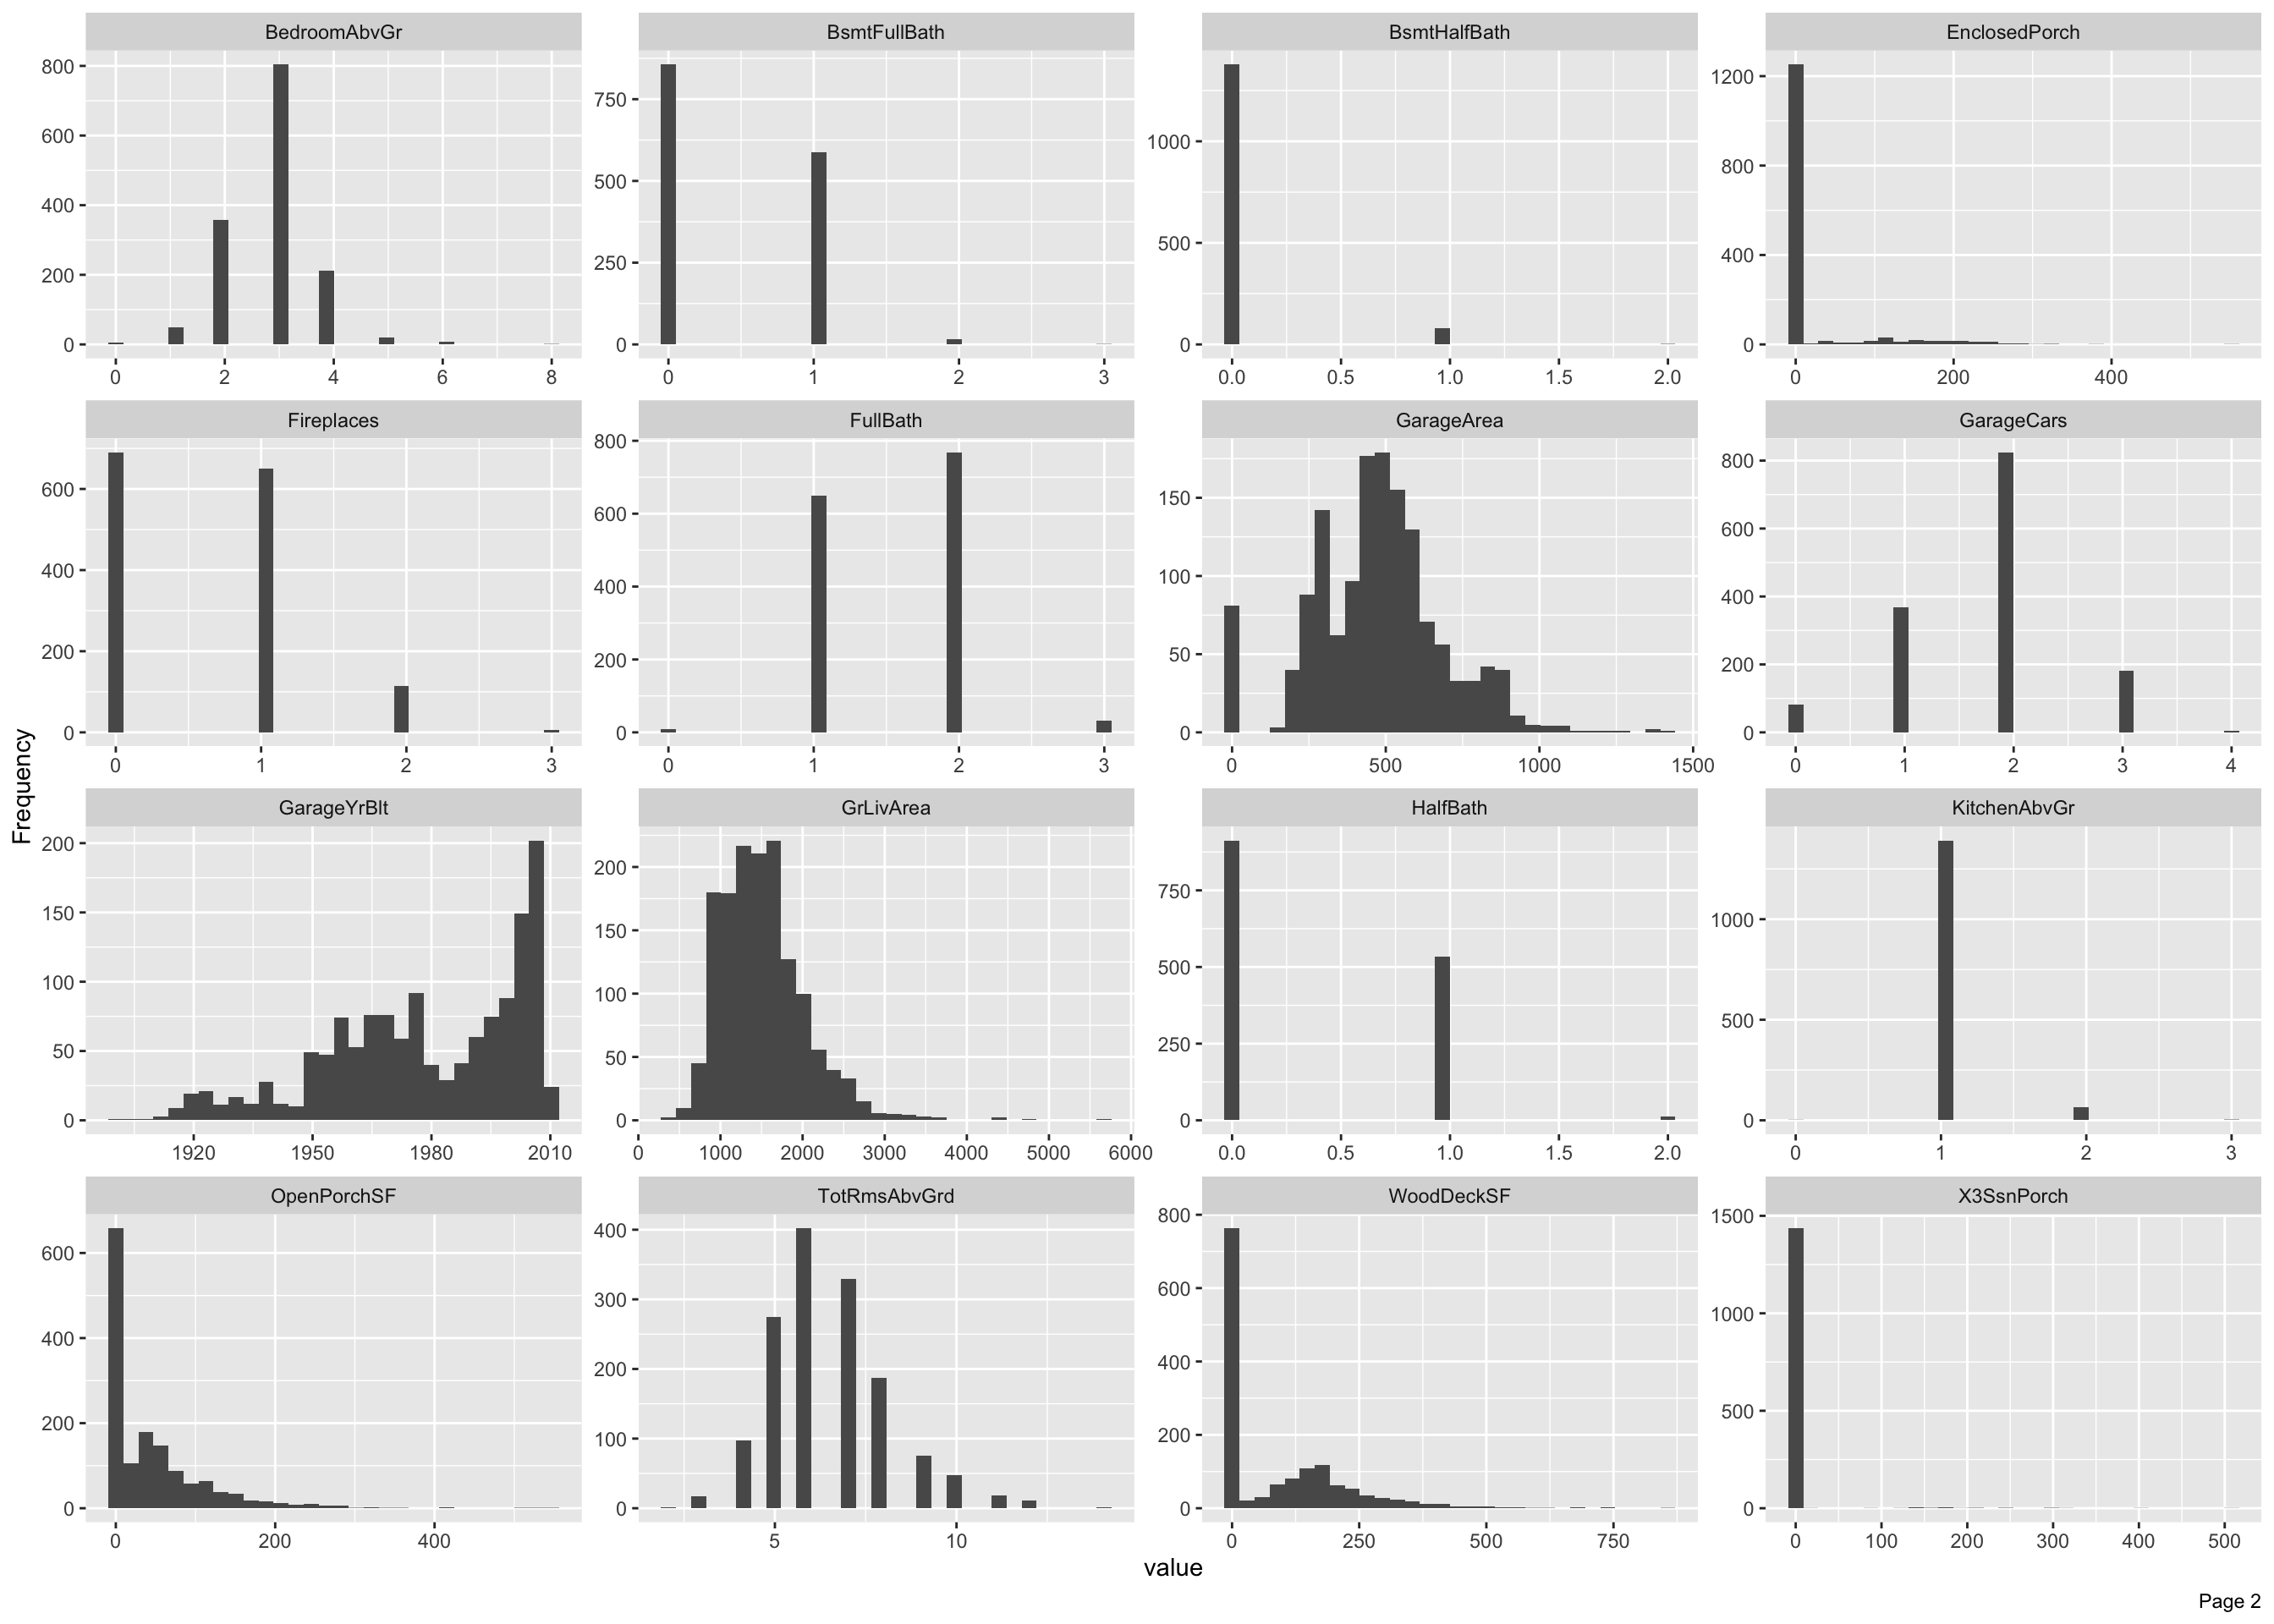 BedroomAbvGr BsmtFullBath BsmtHalfBath EnclosedPorch
800 600 400 200 0
750 500 250 0
1000 500 0
1200 800 400 0
0 2 4 6 8
0 1 2 3
0.0 0.5 1.0 1.5 2.0
0 200 400
Fireplaces FullBath GarageArea GarageCars
600 400 200 0
800 600 400 200 0
150 100 50 0
800 600 400 200 0
0 1 2 3
0 1 2 3
0 500 1000 1500
0 1 2 3 4
Frequency
GarageYrBlt GrLivArea HalfBath KitchenAbvGr
200 150 100 50 0
200 150 100 50 0
750 500 250 0
1000 500 0
1920 1950 1980 2010
0 1000 2000 3000 4000 5000 6000
0.0 0.5 1.0 1.5 2.0
0 1 2 3
OpenPorchSF TotRmsAbvGrd WoodDeckSF X3SsnPorch
600 400 200 0
400 300 200 100 0
800 600 400 200 0
1500 1000 500 0
0 200 400
5 10
0 250 500 750
0 100 200 300 400 500
value
Page 2